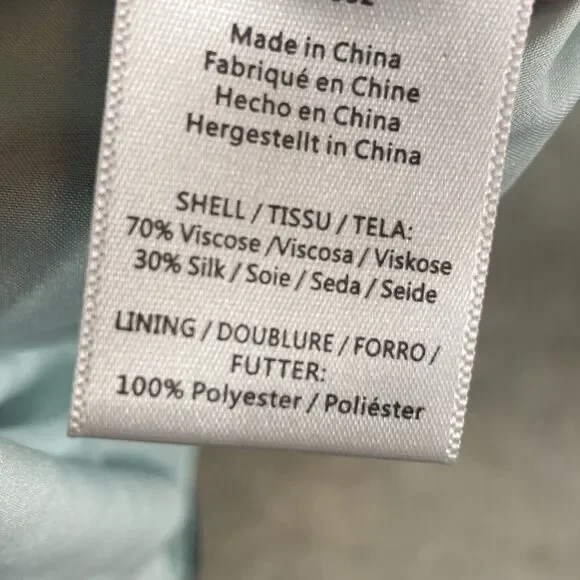 Made in China
Fabriqué en Chine
Hecho en China
Hergestellt in China
SHELL / TISSU / TELA:
70% Viscose /Viscosa / Viskose
30% Silk / Soie / Seda / Seide
LINING / DOUBLURE / FORRO /
FUTTER:
100% Polyester / Poliéster